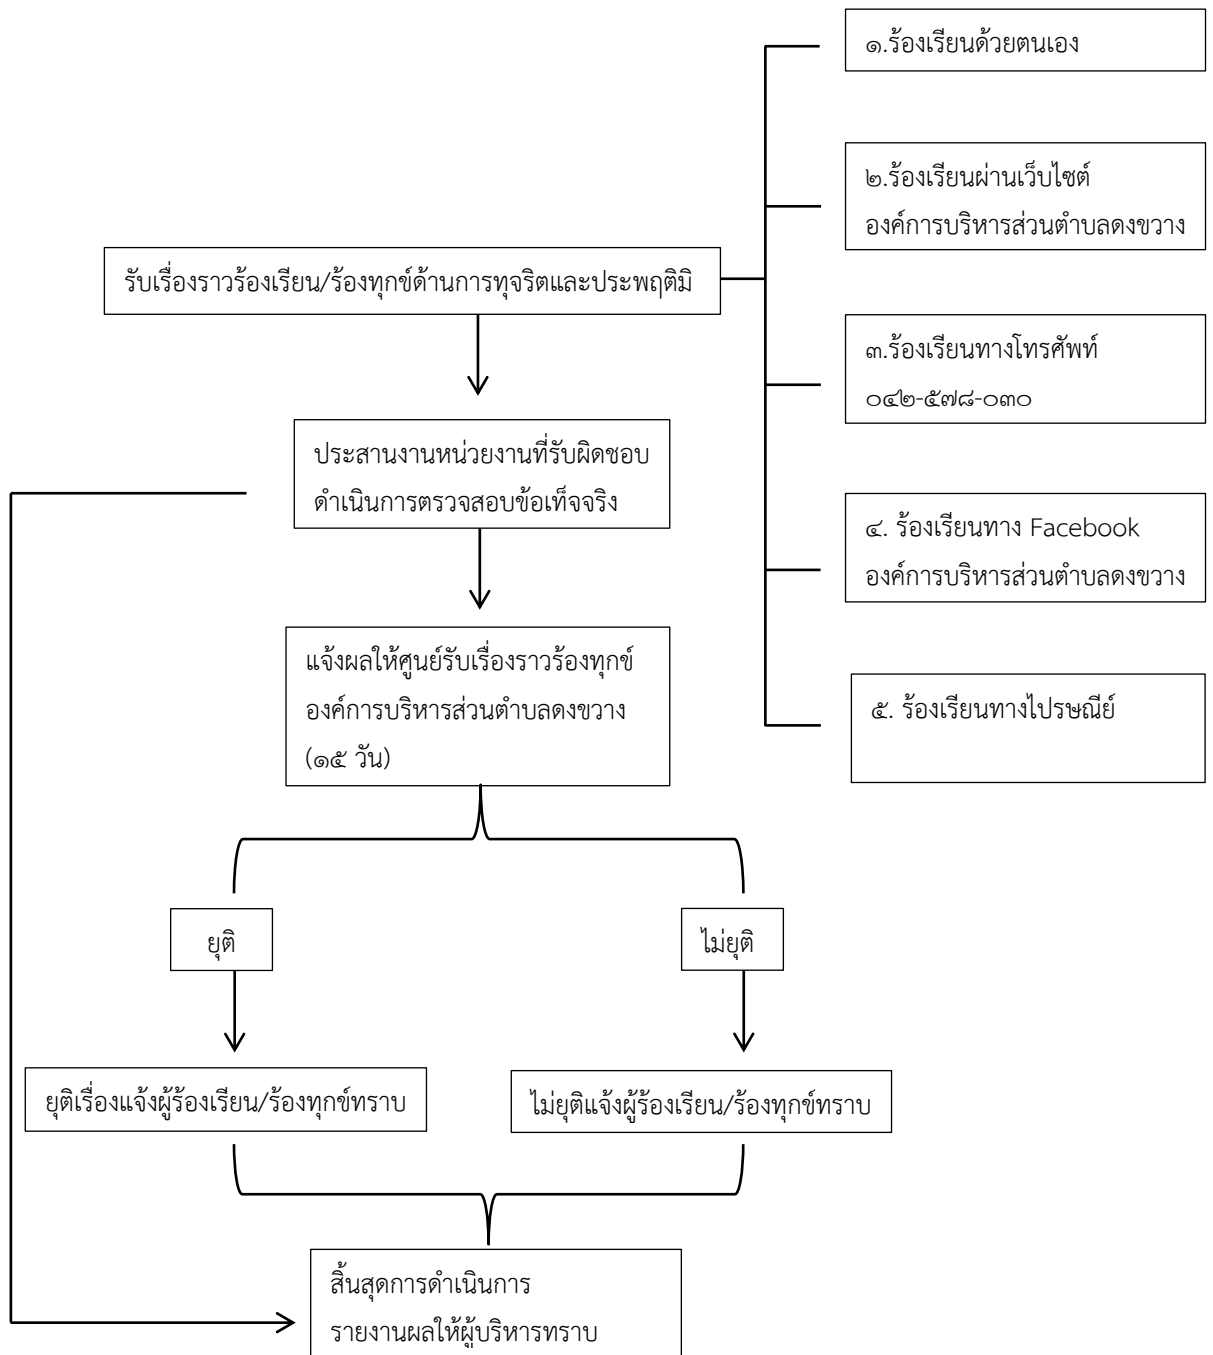 ๑.ร้องเรียนด้วยตนเอง
๒.ร้องเรียนผ่านเว็บไซต์
องค์การบริหารส่วนตำบลดงขวาง
รับเรื่องราวร้องเรียน/ร้องทุกข์ด้านการทุจริตและประพฤติมิ
๓.ร้องเรียนทางโทรศัพท์
๐๔๒-๕๗๘-๐๓๐
ประสานงานหน่วยงานที่รับผิดชอบ
ดำเนินการตรวจสอบข้อเท็จจริง
๔. ร้องเรียนทาง Facebook
องค์การบริหารส่วนตำบลดงขวาง
แจ้งผลให้ศูนย์รับเรื่องราวร้องทุกข์
องค์การบริหารส่วนตำบลดงขวาง
(๑๕ วัน)
๕. ร้องเรียนทางไปรษณีย์
ยุติ
ไม่ยุติ
ยุติเรื่องแจ้งผู้ร้องเรียน/ร้องทุกข์ทราบ
ไม่ยุติแจ้งผู้ร้องเรียน/ร้องทุกข์ทราบ
สิ้นสุดการดำเนินการ
รายงานผลให้ผู้บริหารทราบ